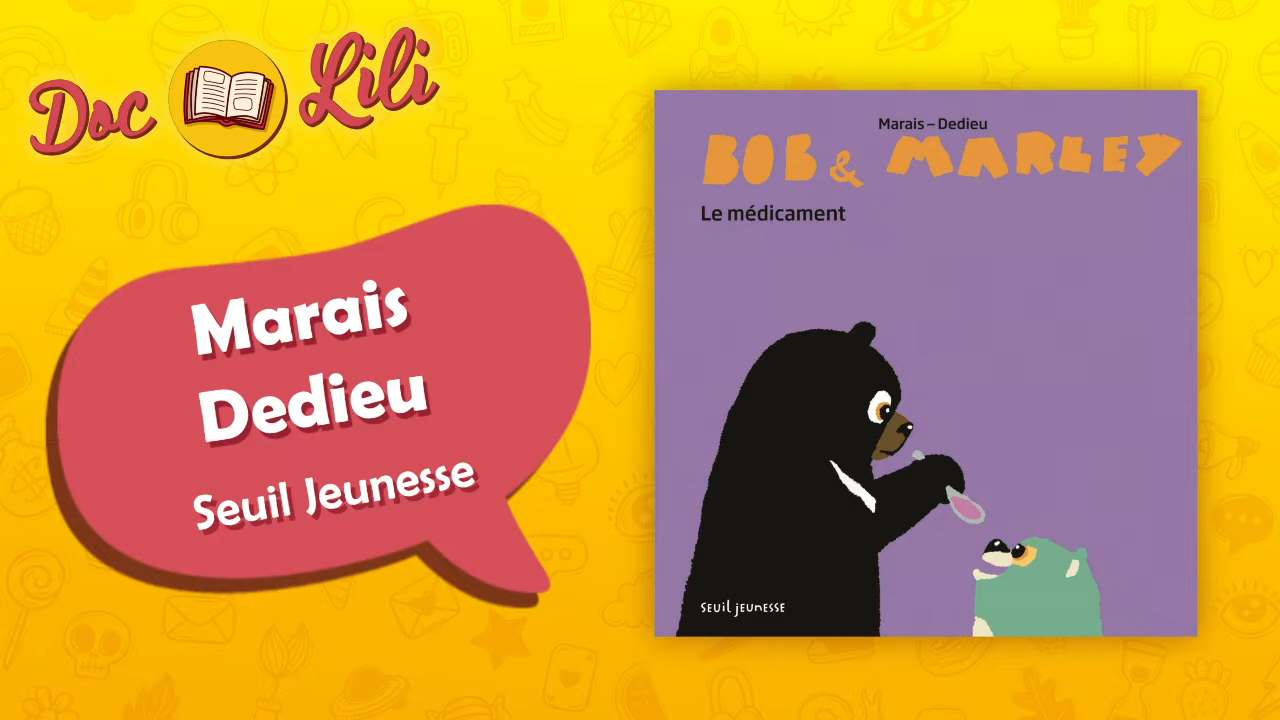 Doc Lili
Marais
Dedieu
Seuil Jeunesse
Marais – Dedieu
BOB & MARLEY
Le médicament
seuil jeunesse